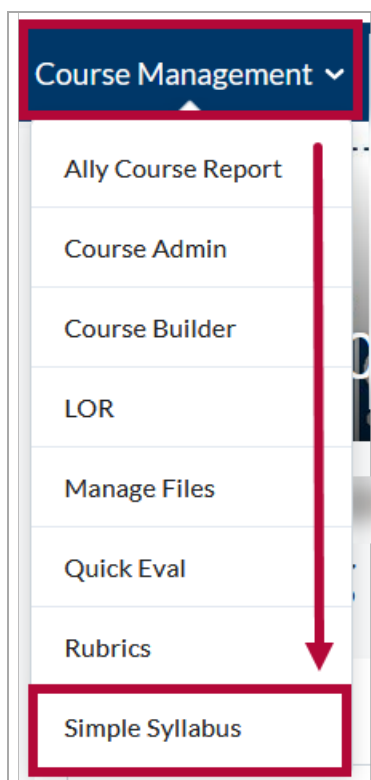 Course Management
Ally Course Report
Course Admin
Course Builder
LOR
Manage Files
Quick Eval
Rubrics
Simple Syllabus